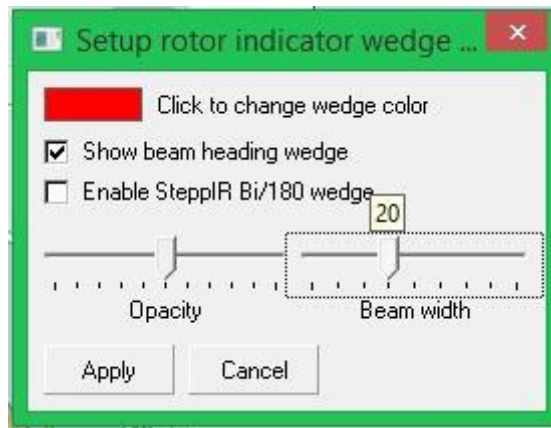 Setup rotor indicator wedge ...
Click to change wedge color
Show beam heading wedge
Enable SteppIR Bi/180 wedge
20
Opacity
Beam width
Apply
Cancel